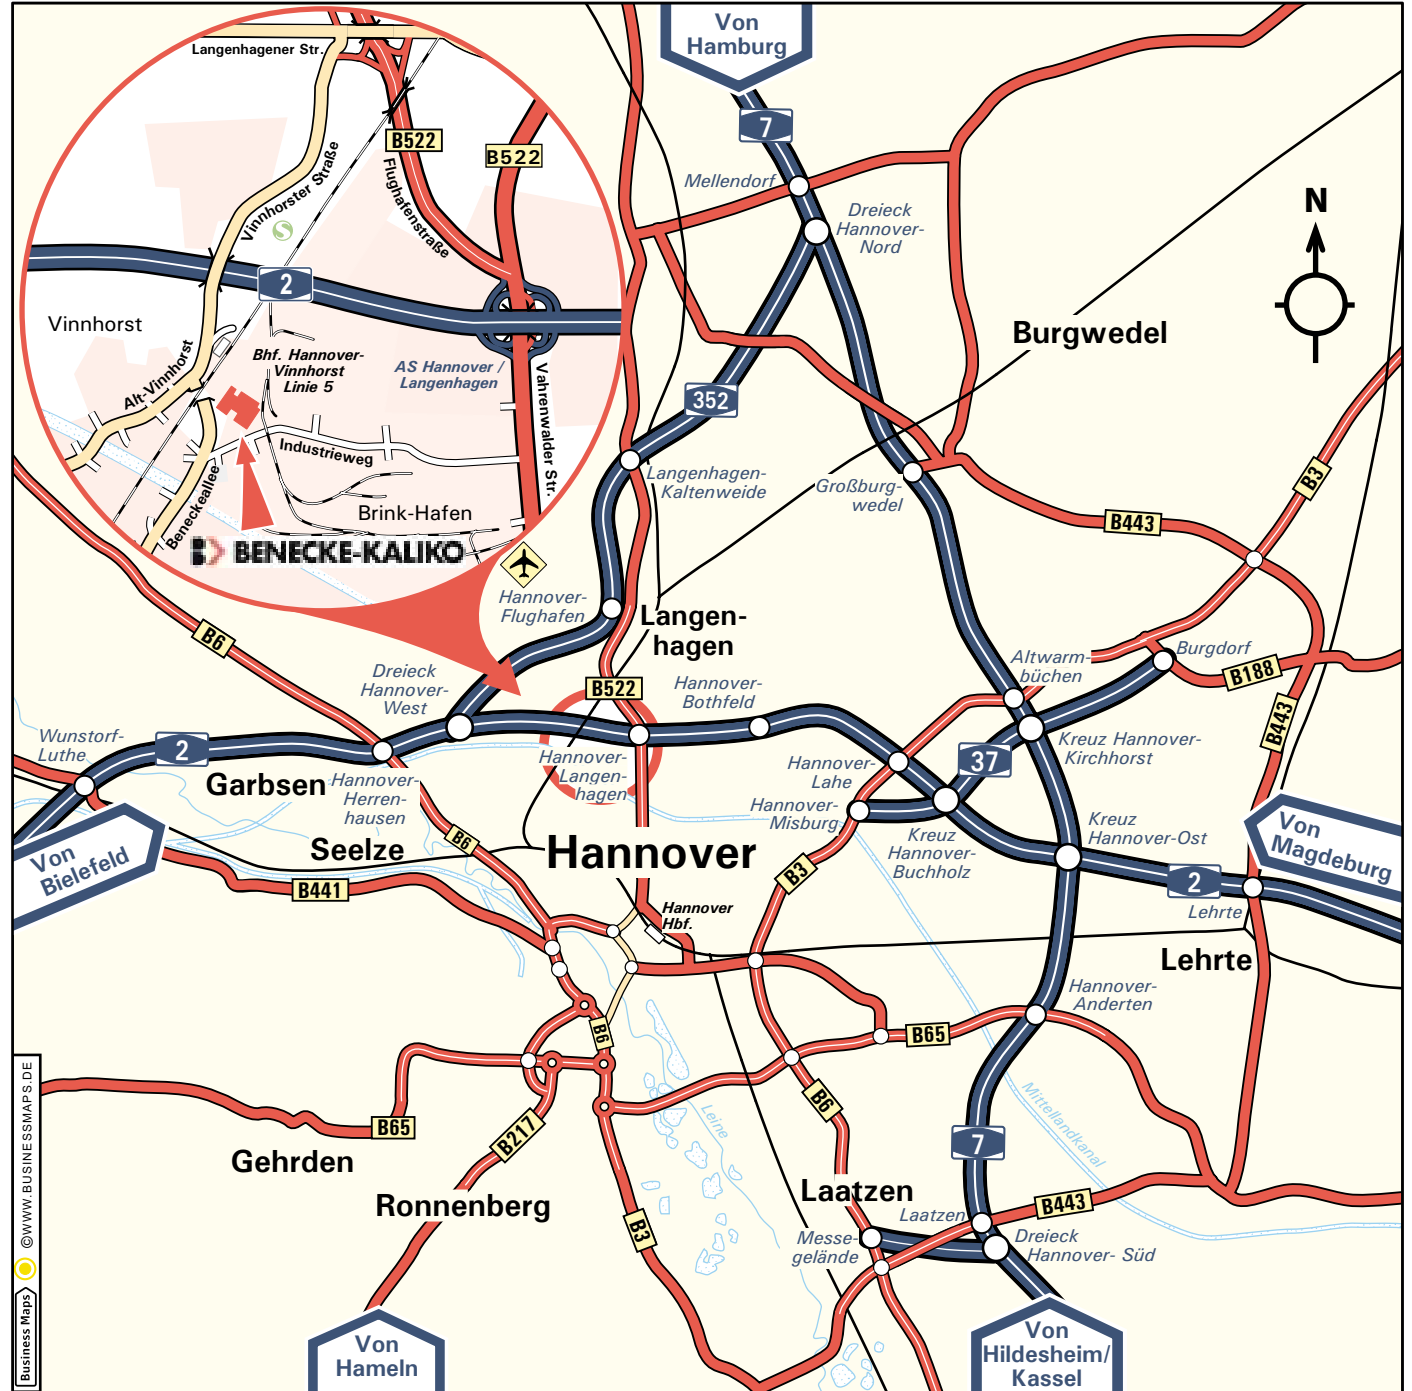 Von
Hamburg
7
Langenhagener Str.
B522
B522
Flughafenstraße
Vinnhorster Straße
2
Vinnhorst
Alt-Vinnhorst
Bhf. Hannover-
Vinnhorst
Linie 5
AS Hannover /
Langenhagen
Vahrenwalder Str.
Industrieweg
Beneckeallee
Brink-Hafen
BENECKE-KALIKO
Mellendorf
Dreieck
Hannover-
Nord
N
Burgwedel
352
Langenhagen-
Kaltenweide
Großburg-
wedel
B3
B443
Hannover-
Flughafen
Langen-
hagen
B6
Dreieck
Hannover-
West
B522
Hannover-
Bothfeld
Altwarm-
büchen
Burgdorf
B188
B443
Wunstorf-
Luthe
2
Garbsen
Hannover-
Herren-
hausen
Hannover-
Langen-
hagen
Hannover-
Lahe
37
Kreuz Hannover-
Kirchhorst
Hannover-
Misburg
Kreuz
Hannover-
Buchholz
Kreuz
Hannover-Ost
Von
Magdeburg
Von
Bielefeld
Seelze
B6
Hannover
B441
B3
2
Lehrte
Hannover
Hbf.
Lehrte
Hannover-
Anderten
B6
B65
B65
B217
B6
Leine
Mittellandkanal
7
Gehrden
Ronnenberg
Laatzen
B3
Laatzen
B443
Messe-
gelände
Dreieck
Hannover- Süd
Von
Hameln
Von
Hildesheim/
Kassel
©WWW.BUSINESSMAPS.DE
Business Maps